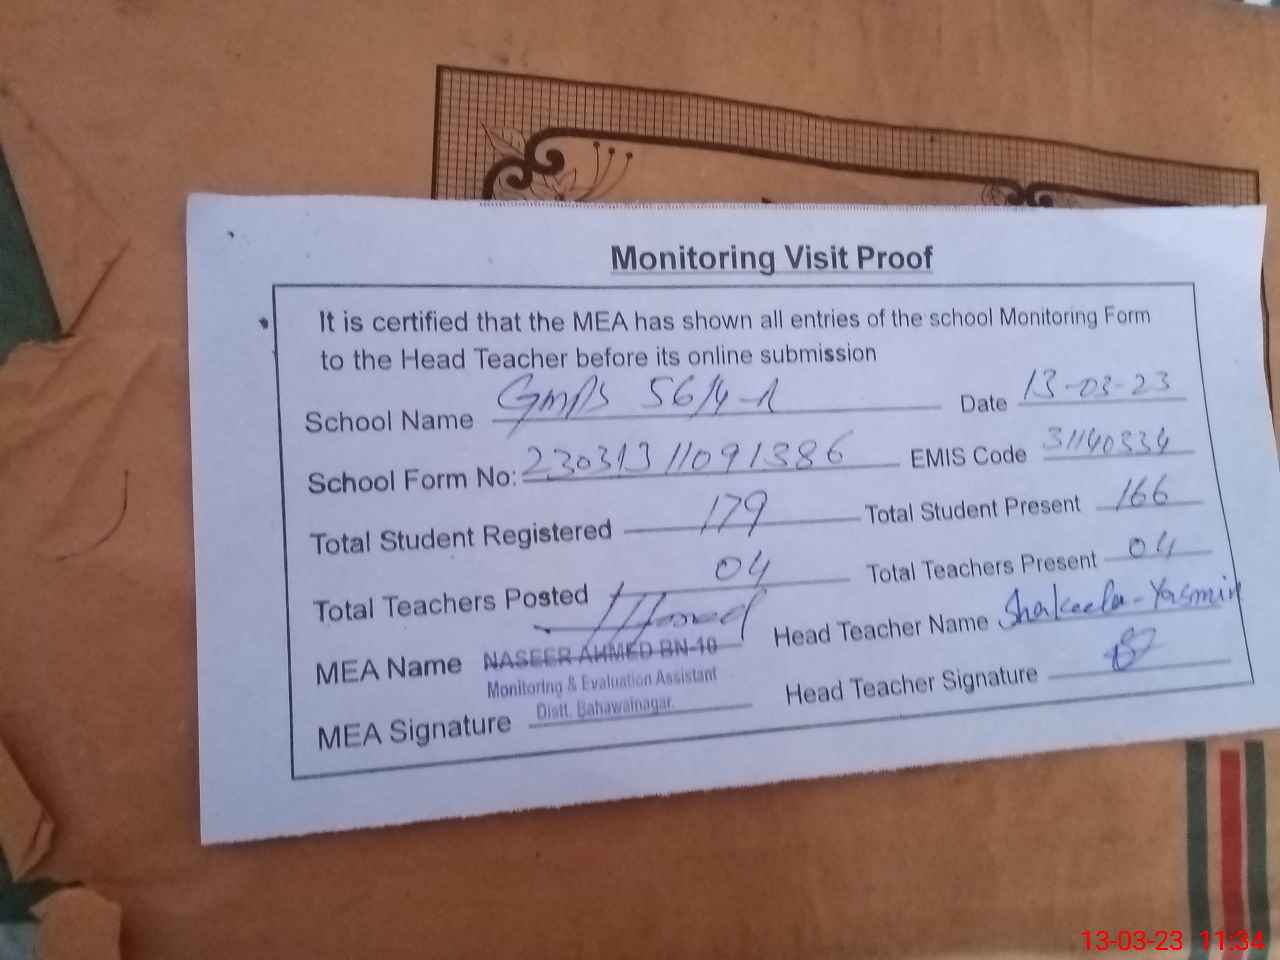 Monitoring Visit Proof
It is certified that the MEA has shown all entries of the school Monitoring Form
to the Head Teacher before its online submission
School Name GMPS 56/4-R Date 13-03-23
School Form No: 23031311091386 EMIS Code 31140334
Total Student Registered 179 Total Student Present 166
Total Teachers Posted 04 Total Teachers Present 04
MEA Name NASEER AHMED BN-10 Head Teacher Name Shakeela-Yasmin
Monitoring & Evaluation Assistant
Distt. Bahawalnagar.
MEA Signature Head Teacher Signature
13-03-23 11:34